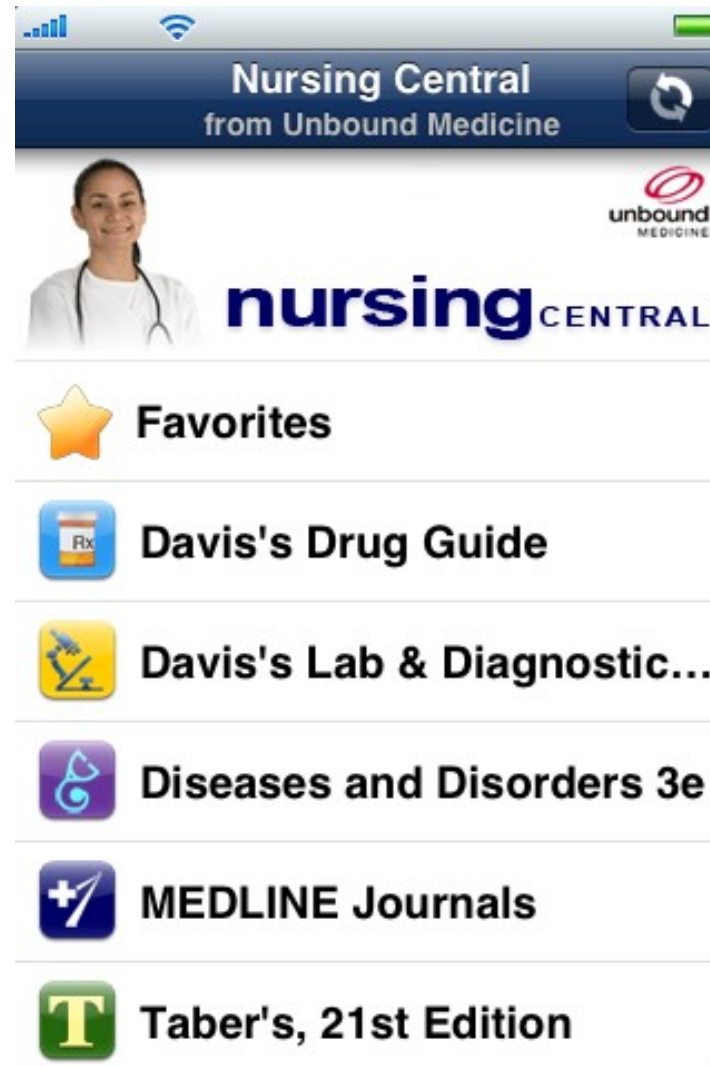 Nursing Central
from Unbound Medicine
unbound
MEDICINE
nursing CENTRAL
Favorites
Rx
Davis's Drug Guide
Davis's Lab & Diagnostic...
Diseases and Disorders 3e
MEDLINE Journals
T
Taber's, 21st Edition